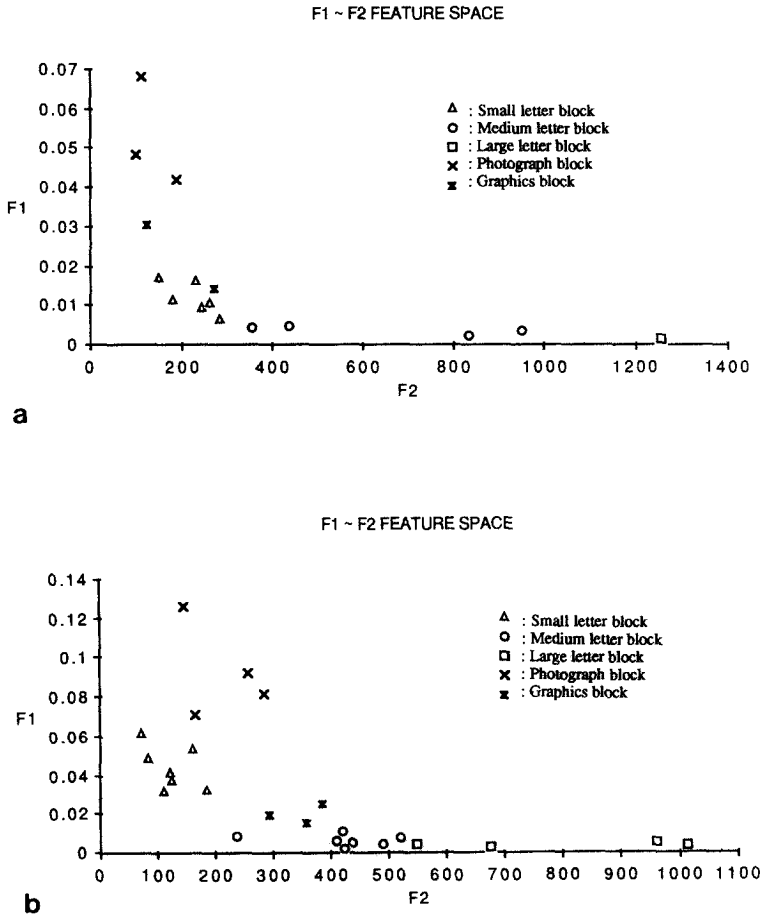 F1 ~ F2 FEATURE SPACE
0.07
0.06
0.05
0.04
0.03
0.02
0.01
0
F1
: Small letter block
: Medium letter block
: Large letter block
: Photograph block
: Graphics block
0 200 400 600 800 1000 1200 1400
F2
a
F1 ~ F2 FEATURE SPACE
0.14
0.12
0.1
0.08
0.06
0.04
0.02
0
F1
: Small letter block
: Medium letter block
: Large letter block
: Photograph block
: Graphics block
0 100 200 300 400 500 600 700 800 900 1000 1100
F2
b